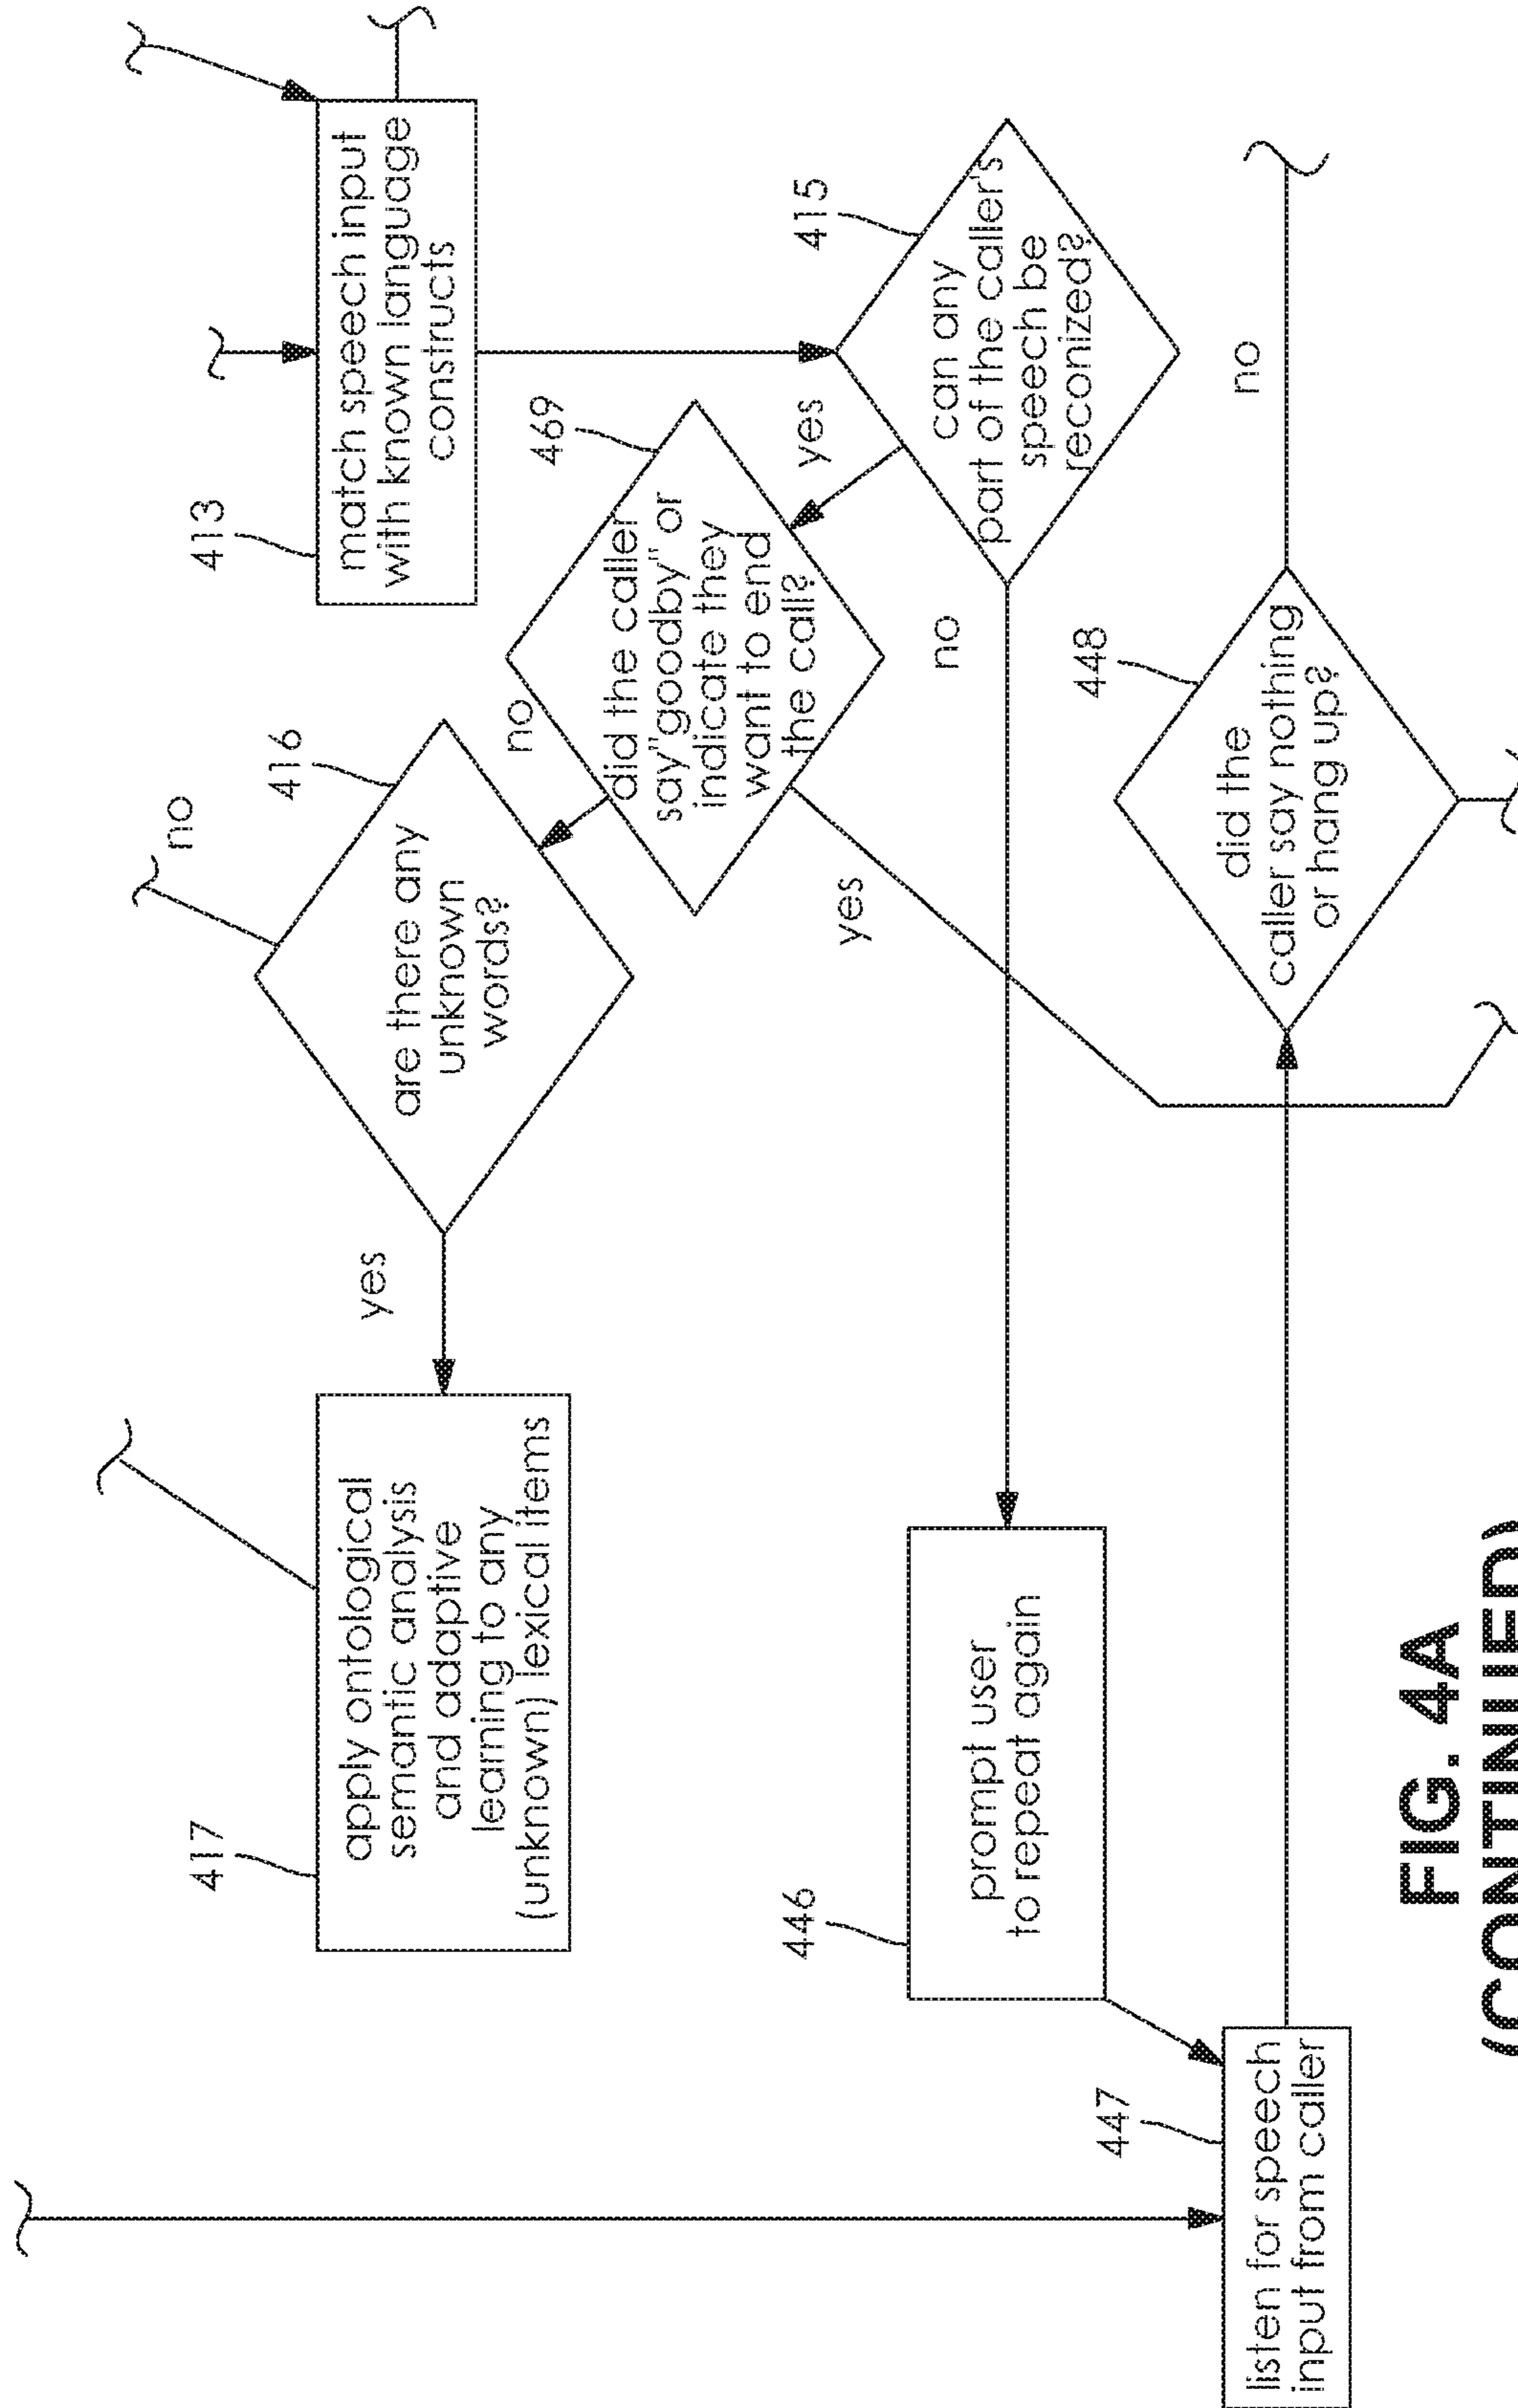 417
apply ontological
semantic analysis
and adaptive
learning to any
(unknown) lexical items
yes
no
416
are there any
unknown
words?
413
match speech input
with known language
constructs
no
469
did the caller
say"goodby" or
indicate they
want to end
the call?
yes
yes
415
can any
part of the caller's
speech be
reconized?
no
446
prompt user
to repeat again
447
listen for speech
input from caller
448
did the
caller say nothing
or hang up?
no
FIG. 4A
(CONTINUED)